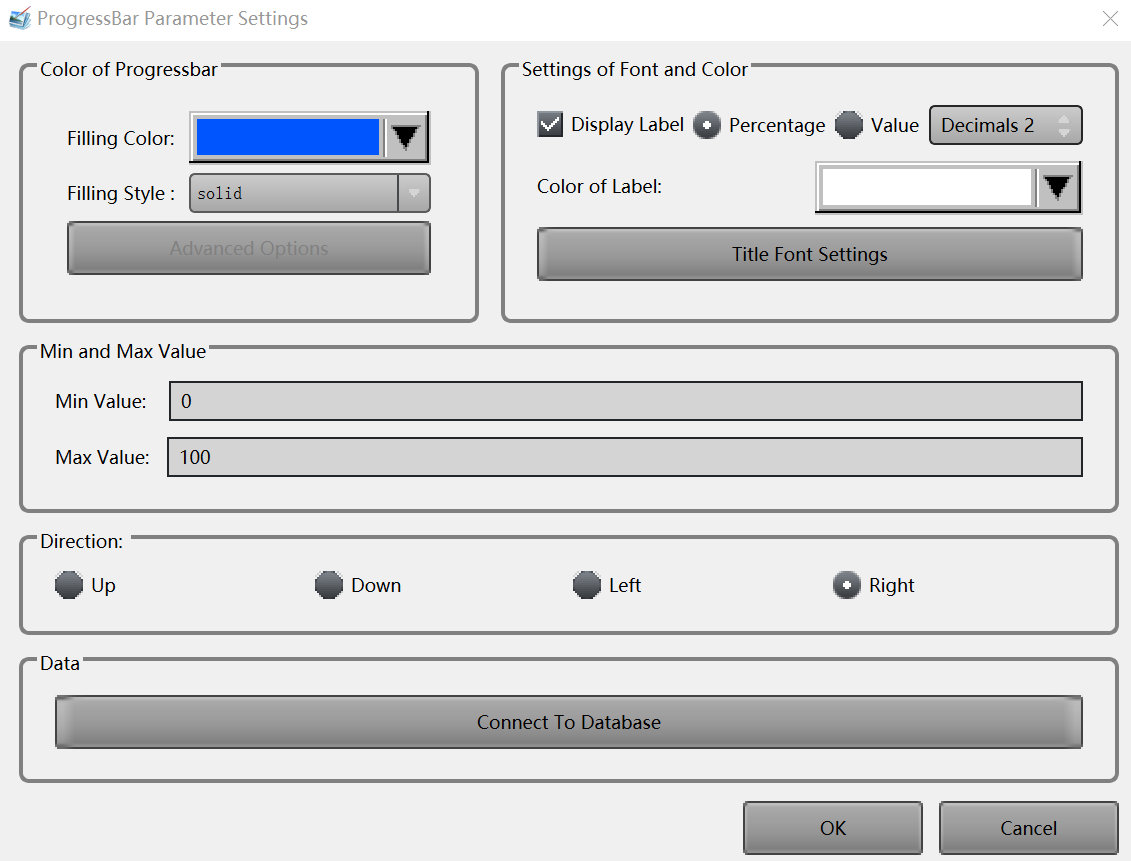 ProgressBar Parameter Settings
Color of Progressbar
Filling Color:
Filling Style :
solid
Advanced Options
Settings of Font and Color
Display Label Percentage Value Decimals 2
Color of Label:
Title Font Settings
Min and Max Value
Min Value: 0
Max Value: 100
Direction:
Up Down Left Right
Data
Connect To Database
OK Cancel